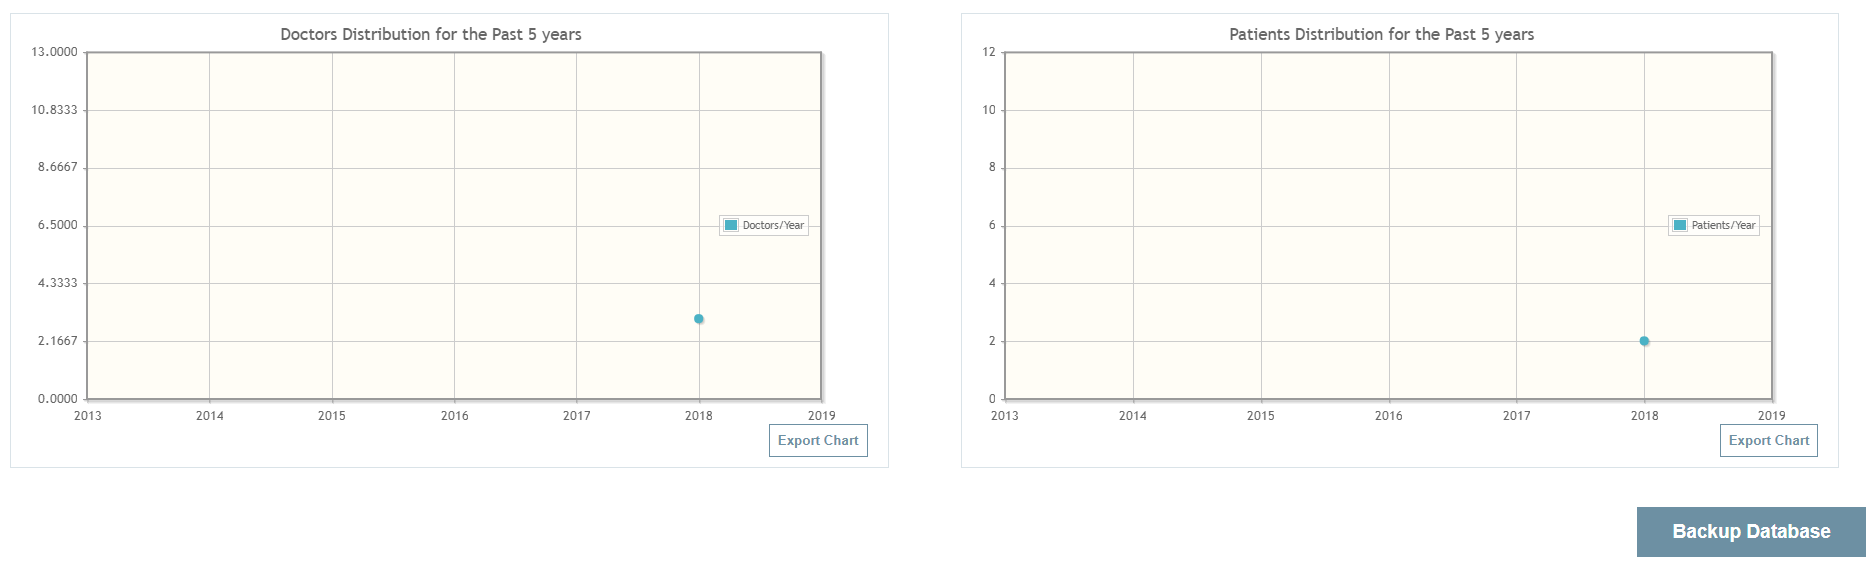 Doctors Distribution for the Past 5 years
13.0000
10.8333
8.6667
6.5000
4.3333
2.1667
0.0000
2013 2014 2015 2016 2017 2018 2019
Doctors/Year
Export Chart
Patients Distribution for the Past 5 years
12
10
8
6
4
2
0
2013 2014 2015 2016 2017 2018 2019
Patients/Year
Export Chart
Backup Database